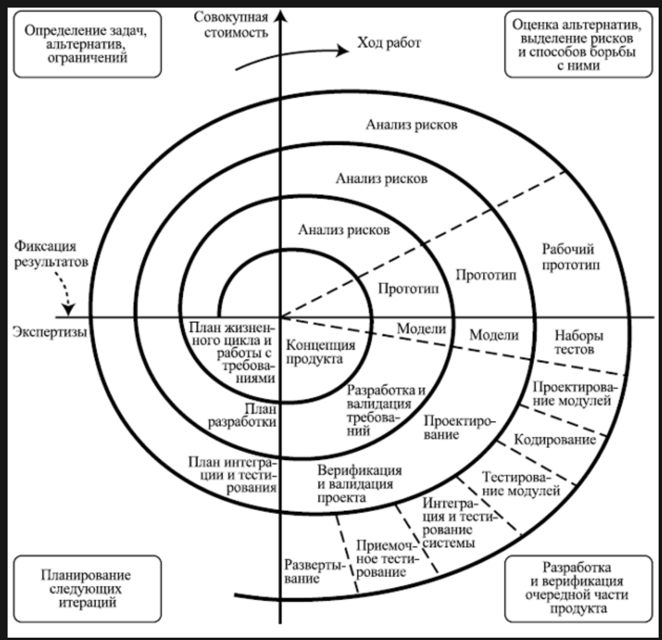 Определение задач,
альтернатив,
ограничений
Совокупная
стоимость
Ход работ
Оценка альтернатив,
выделение рисков
и способов борьбы
с ними
Анализ рисков
Анализ рисков
Анализ рисков
Фиксация
результатов
Рабочий
прототип
Прототип
Прототип
Экспертизы
План жизнен-
ного цикла и
работы с
требова-
ниями
Концепция
продукта
Модели
Модели
Наборы
тестов
План
разработки
Разработка и
валидация
требова-
ний
Проектиро-
вание
Проектирова-
ние модулей
Кодирование
Тестирова-
ние модулей
План интегра-
ции и тести-
рования
Верификация
и валидация
проекта
Интегра-
ция и тести-
рование
системы
Приемоч-
ное тести-
рование
Разверты-
вание
Планирование
следующих
итераций
Разработка
и верификация
очередной части
продукта